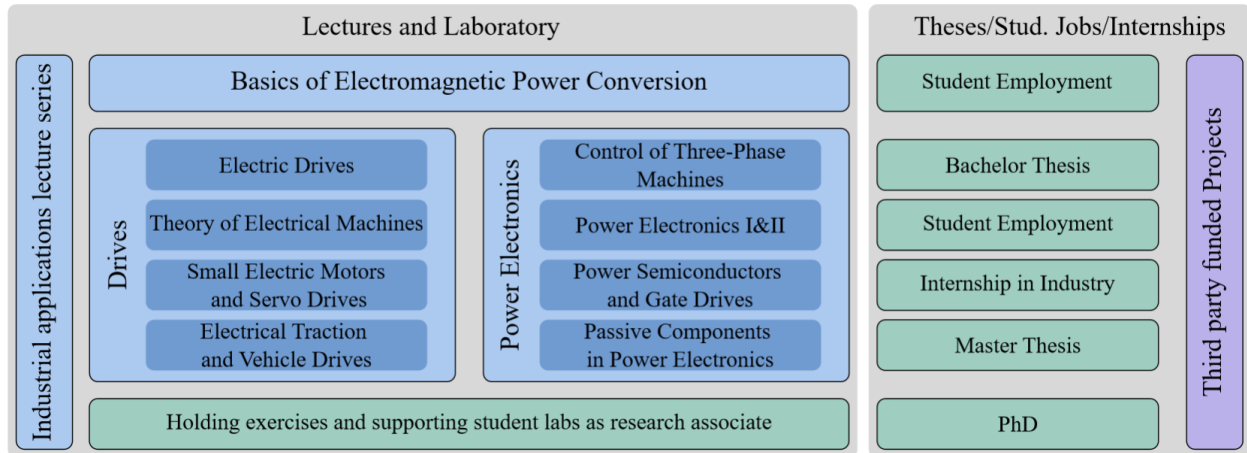 Lectures and Laboratory
Industrial applications lecture series
Basics of Electromagnetic Power Conversion
Drives
Electric Drives
Theory of Electrical Machines
Small Electric Motors
and Servo Drives
Electrical Traction
and Vehicle Drives
Power Electronics
Control of Three-Phase
Machines
Power Electronics I&II
Power Semiconductors
and Gate Drives
Passive Components
in Power Electronics
Holding exercises and supporting student labs as research associate
Theses/Stud. Jobs/Internships
Student Employment
Bachelor Thesis
Student Employment
Internship in Industry
Master Thesis
PhD
Third party funded Projects